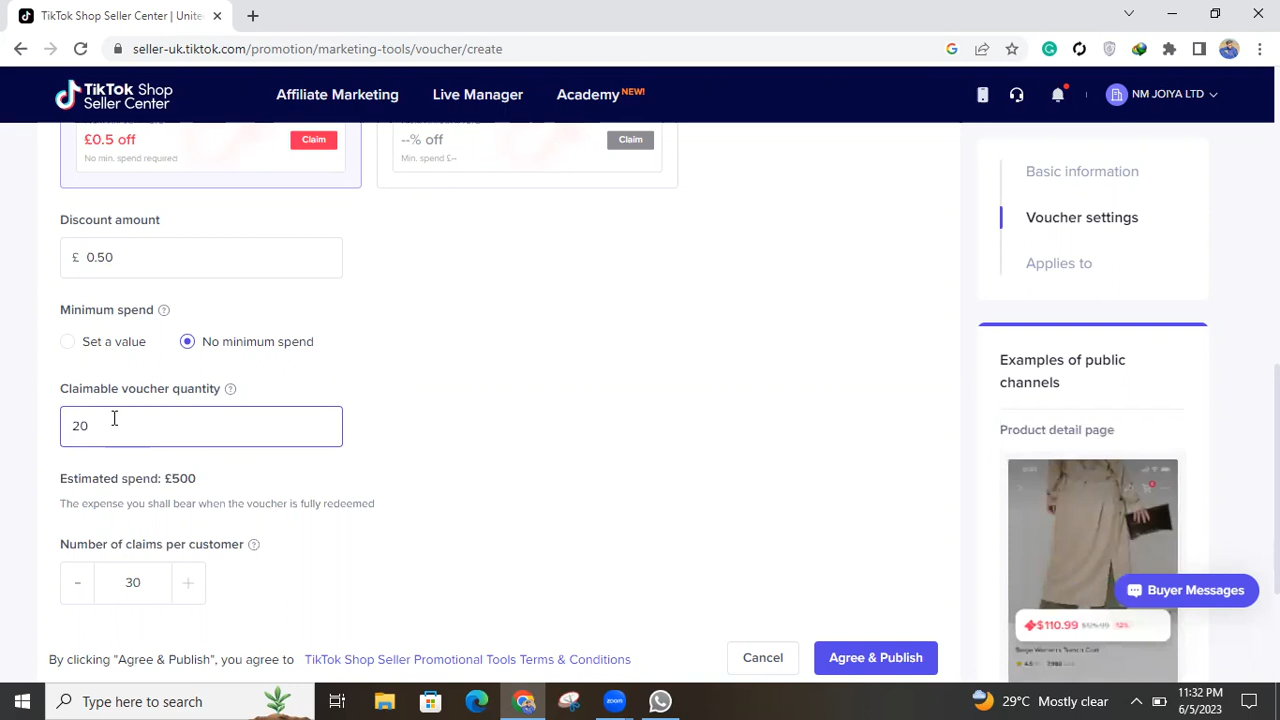 TikTok Shop Seller Center | Unite
seller-uk.tiktok.com/promotion/marketing-tools/voucher/create
TikTok Shop
Seller Center
Affiliate Marketing
Live Manager
Academy NEW!
NM JOIYA LTD
£0.5 off
Claim
No min. spend required
--% off
Claim
Min. spend £--
Discount amount
£ 0.50
Minimum spend ?
Set a value
No minimum spend
Claimable voucher quantity ?
20
Estimated spend: £500
The expense you shall bear when the voucher is fully redeemed
Number of claims per customer ?
- 30 +
By clicking "Agree & Publish", you agree to TikTok Shop Seller Promotional Tools Terms & Conditions
Cancel
Agree & Publish
Basic information
Voucher settings
Applies to
Examples of public
channels
Product detail page
$110.99
Buyer Messages
Type here to search
zoom
29°C Mostly clear
11:32 PM
6/5/2023